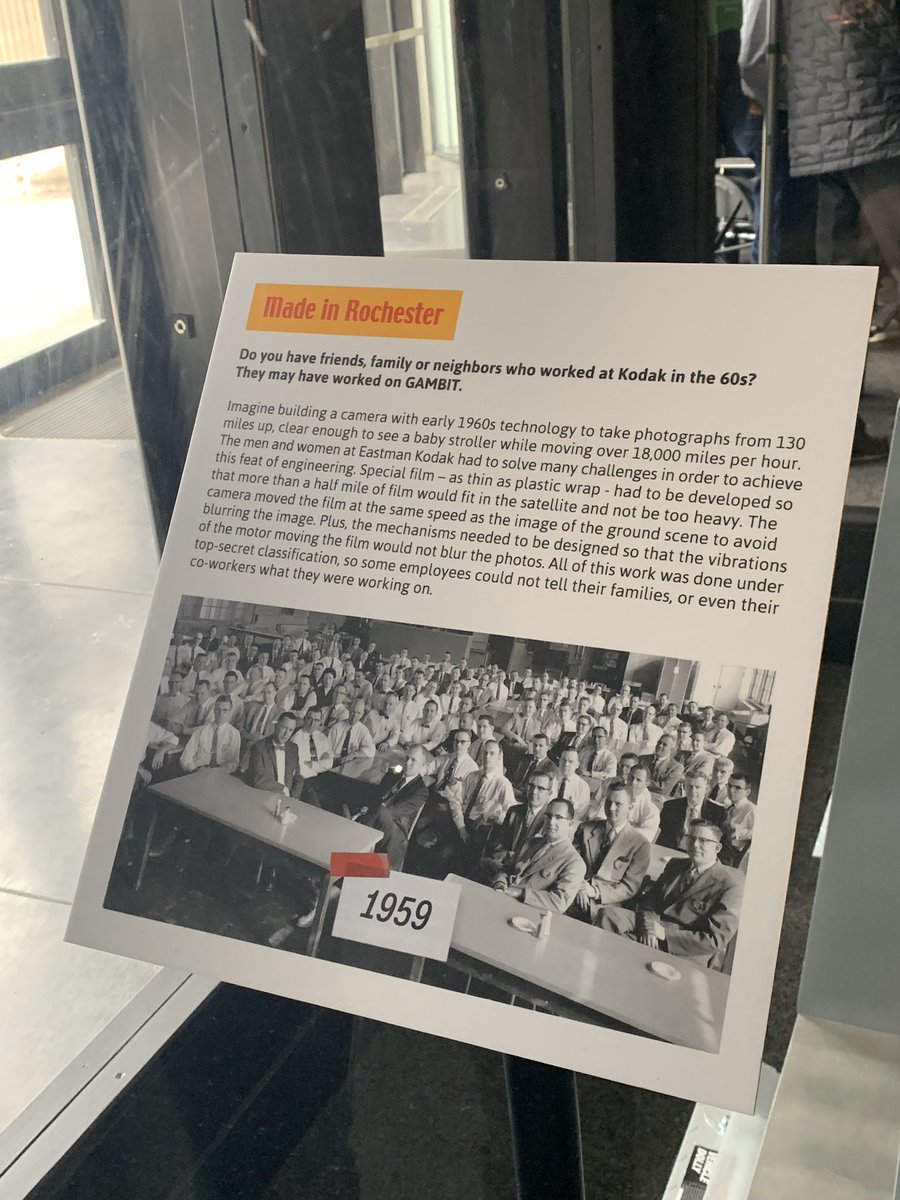 Made in Rochester
Do you have friends, family or neighbors who worked at Kodak in the 60s?
They may have worked on GAMBIT.
Imagine building a camera with early 1960s technology to take photographs from 130
miles up, clear enough to see a baby stroller while moving over 18,000 miles per hour.
The men and women at Eastman Kodak had to solve many challenges in order to achieve
this feat of engineering. Special film – as thin as plastic wrap - had to be developed so
that more than a half mile of film would fit in the satellite and not be too heavy. The
camera moved the film at the same speed as the image of the ground scene to avoid
blurring the image. Plus, the mechanisms needed to be designed so that the vibrations
of the motor moving the film would not blur the photos. All of this work was done under
top-secret classification, so some employees could not tell their families, or even their
co-workers what they were working on.
1959